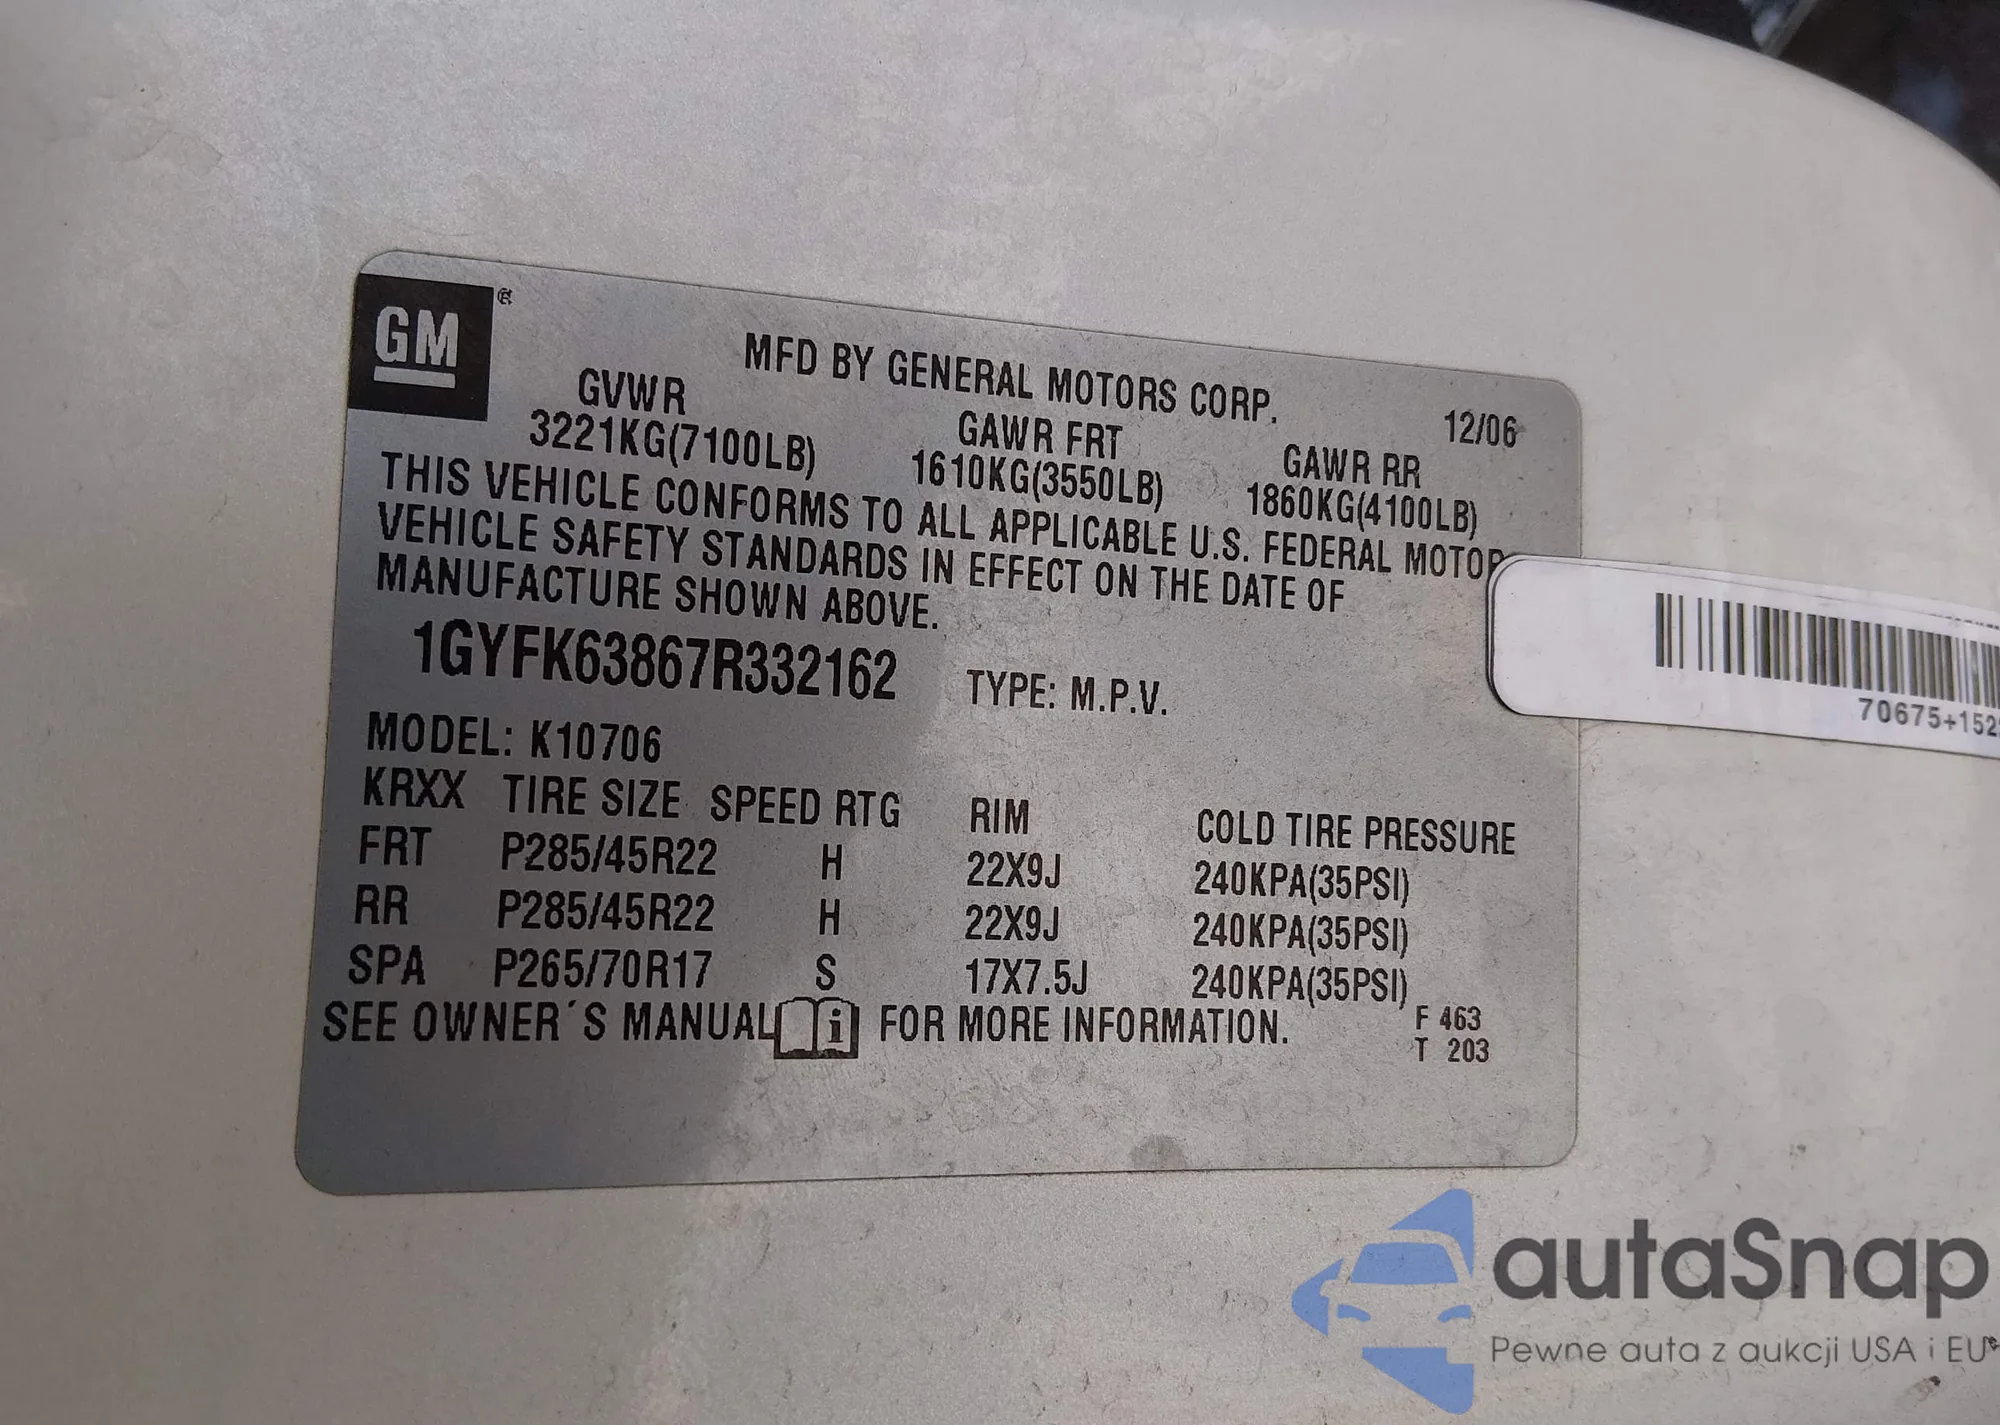 GM®
MFD BY GENERAL MOTORS CORP.
12/06
GVWR GAWR FRT GAWR RR
3221KG(7100LB) 1610KG(3550LB) 1860KG(4100LB)
THIS VEHICLE CONFORMS TO ALL APPLICABLE U.S. FEDERAL MOTOR
VEHICLE SAFETY STANDARDS IN EFFECT ON THE DATE OF
MANUFACTURE SHOWN ABOVE.
1GYFK63867R332162 TYPE: M.P.V.
MODEL: K10706
KRXX TIRE SIZE SPEED RTG RIM COLD TIRE PRESSURE
FRT P285/45R22 H 22X9J 240KPA(35PSI)
RR P285/45R22 H 22X9J 240KPA(35PSI)
SPA P265/70R17 S 17X7.5J 240KPA(35PSI)
SEE OWNER´S MANUAL i FOR MORE INFORMATION.
F 463
T 203
70675+152
autaSnap
Pewne auta z aukcji USA i EU